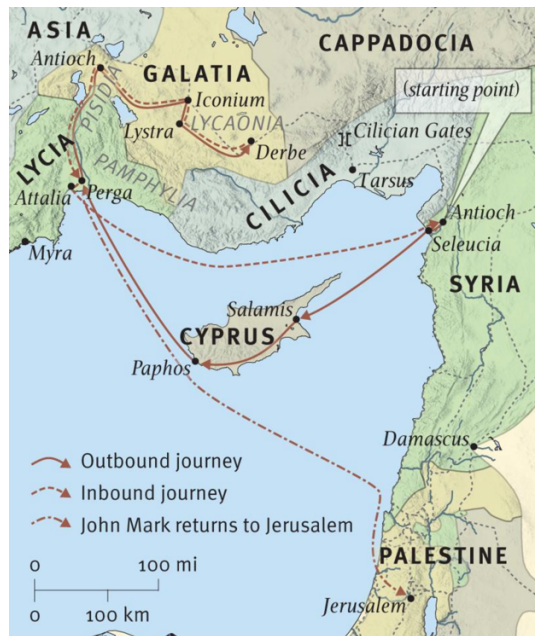 ASIA
CAPPADOCIA
Antioch
GALATIA
PISIDIA
(starting point)
Iconium
LYCAONIA
Lystra
Cilician Gates
Derbe
LYCIA
PAMPHYLIA
CILICIA
Tarsus
Attalia
Perga
Antioch
Seleucia
Myra
SYRIA
Salamis
CYPRUS
Paphos
Damascus
Outbound journey
Inbound journey
John Mark returns to Jerusalem
PALESTINE
0 100 mi
0 100 km
Jerusalem